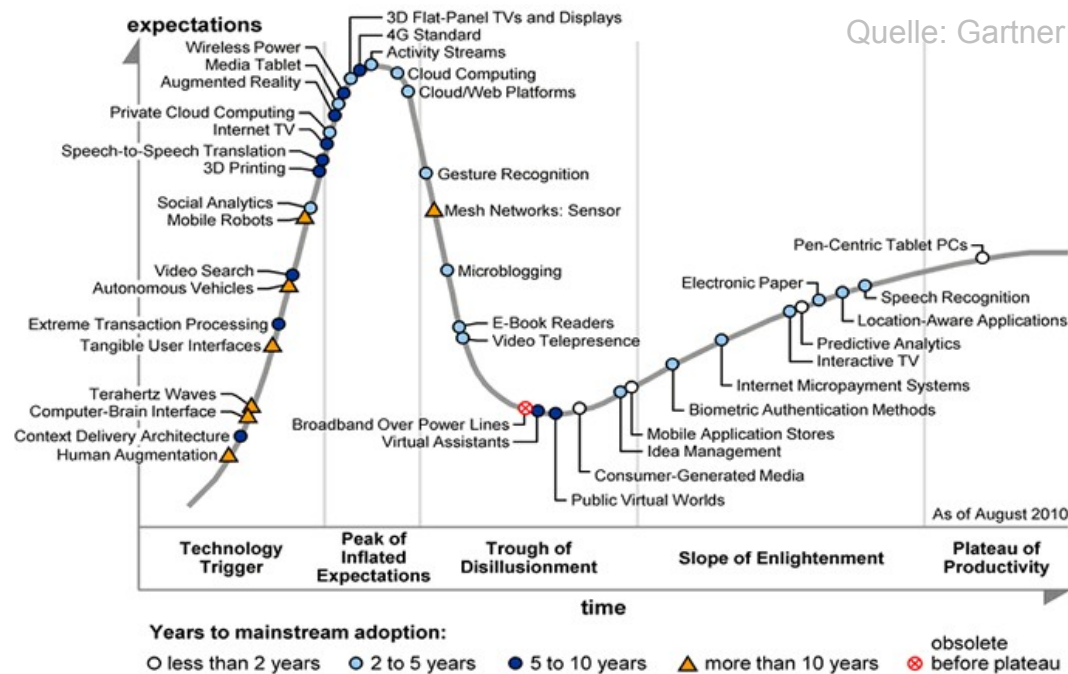 expectations
Quelle: Gartner
3D Flat-Panel TVs and Displays
4G Standard
Activity Streams
Wireless Power
Media Tablet
Augmented Reality
Cloud Computing
Cloud/Web Platforms
Private Cloud Computing
Internet TV
Speech-to-Speech Translation
3D Printing
Gesture Recognition
Social Analytics
Mobile Robots
Mesh Networks: Sensor
Pen-Centric Tablet PCs
Video Search
Autonomous Vehicles
Microblogging
Electronic Paper
Speech Recognition
Location-Aware Applications
Extreme Transaction Processing
Tangible User Interfaces
E-Book Readers
Video Telepresence
Predictive Analytics
Interactive TV
Internet Micropayment Systems
Biometric Authentication Methods
Terahertz Waves
Computer-Brain Interface
Context Delivery Architecture
Human Augmentation
Broadband Over Power Lines
Virtual Assistants
Mobile Application Stores
Idea Management
Consumer-Generated Media
Public Virtual Worlds
As of August 2010
Technology
Trigger
Peak of
Inflated
Expectations
Trough of
Disillusionment
Slope of Enlightenment
Plateau of
Productivity
time
Years to mainstream adoption:
less than 2 years
2 to 5 years
5 to 10 years
more than 10 years
obsolete
before plateau